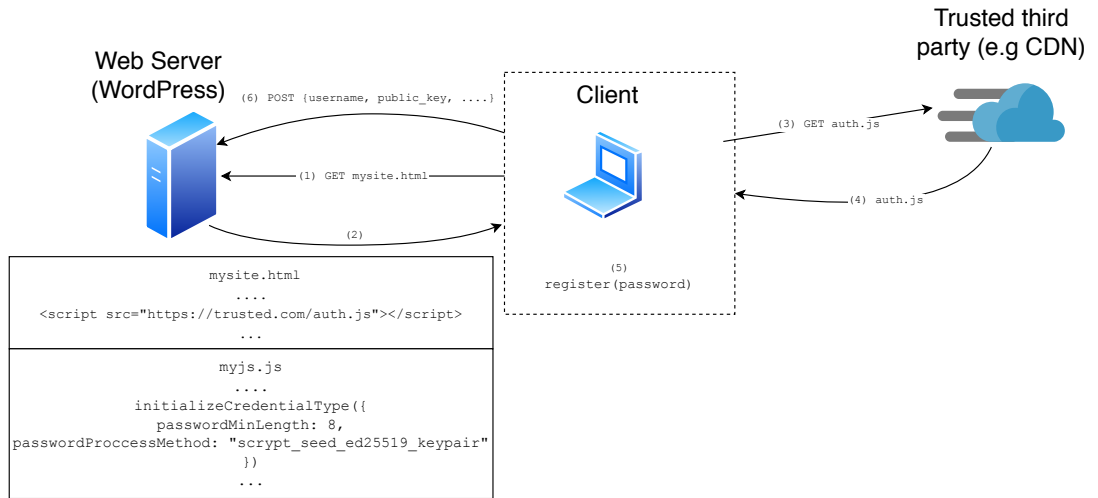 Trusted third
party (e.g CDN)
Web Server
(WordPress)
(6) POST {username, public_key, ....}
Client
(3) GET auth.js
(1) GET mysite.html
(4) auth.js
(2)
(5)
register(password)
mysite.html
....
<script src="https://trusted.com/auth.js"></script>
...
myjs.js
....
initializeCredentialType({
passwordMinLength: 8,
passwordProccessMethod: "scrypt_seed_ed25519_keypair"
})
...